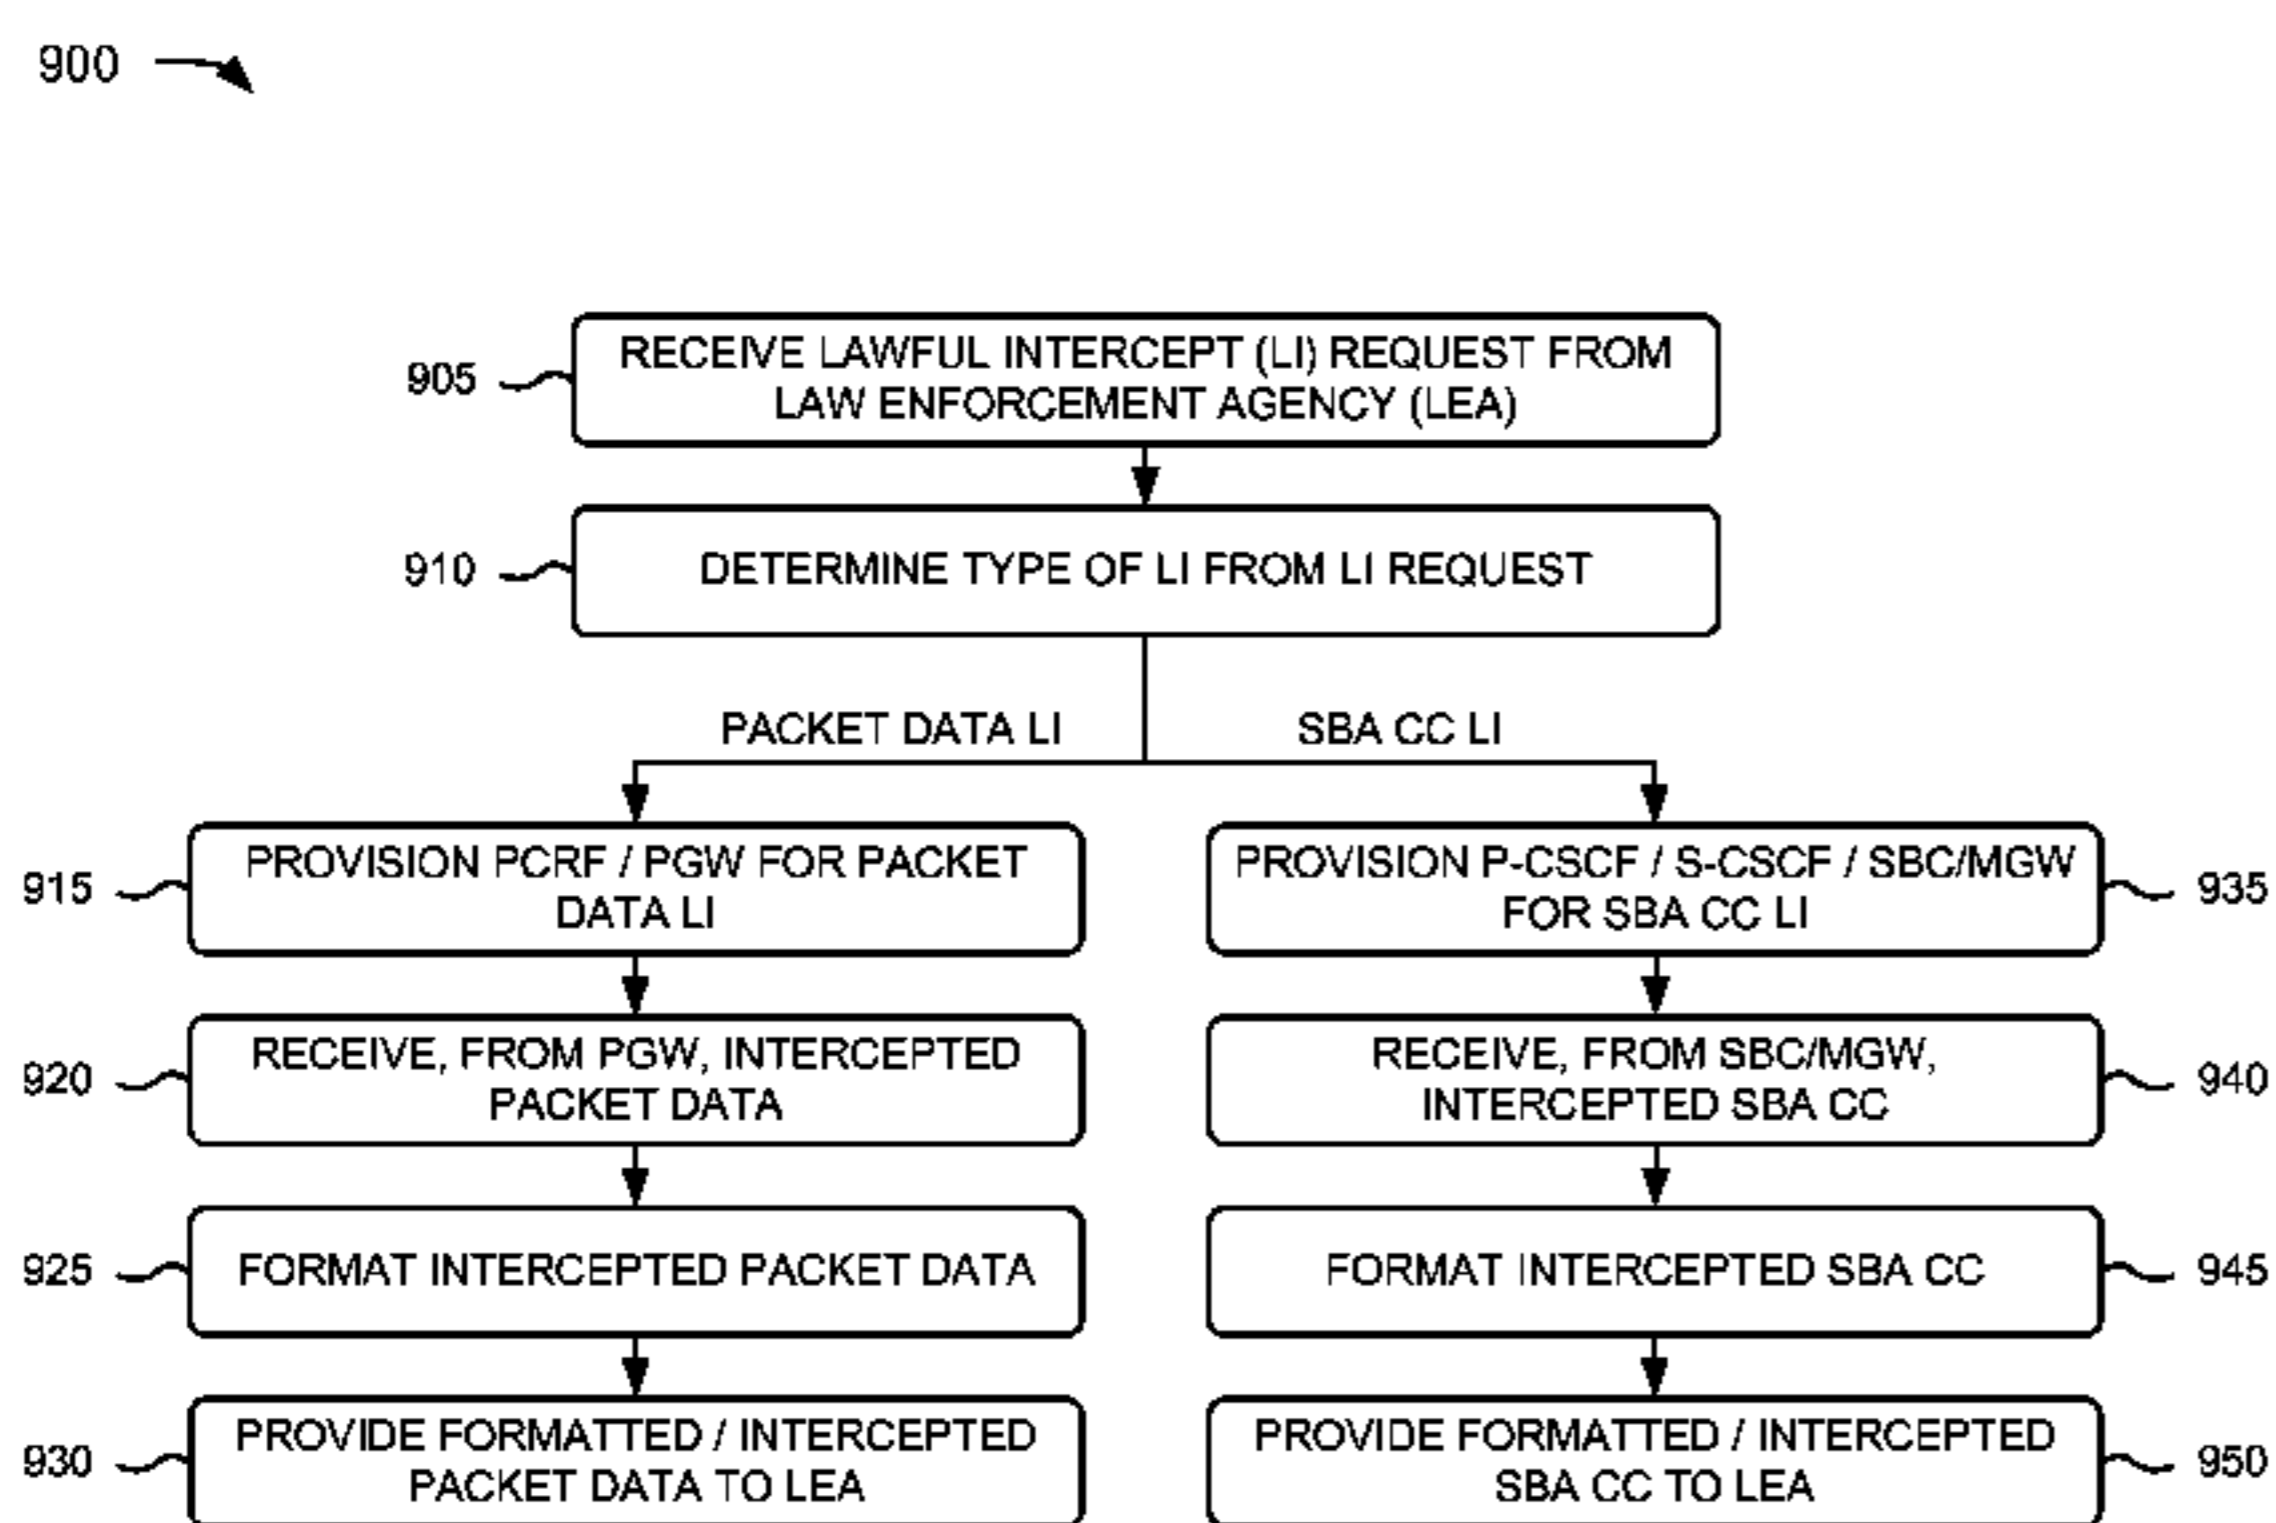 900
RECEIVE LAWFUL INTERCEPT (LI) REQUEST FROM
LAW ENFORCEMENT AGENCY (LEA)
905
910
DETERMINE TYPE OF LI FROM LI REQUEST
PACKET DATA LI
SBA CC LI
915
PROVISION PCRF / PGW FOR PACKET
DATA LI
PROVISION P-CSCF / S-CSCF / SBC/MGW
FOR SBA CC LI
935
920
RECEIVE, FROM PGW, INTERCEPTED
PACKET DATA
RECEIVE, FROM SBC/MGW,
INTERCEPTED SBA CC
940
925
FORMAT INTERCEPTED PACKET DATA
FORMAT INTERCEPTED SBA CC
945
930
PROVIDE FORMATTED / INTERCEPTED
PACKET DATA TO LEA
PROVIDE FORMATTED / INTERCEPTED
SBA CC TO LEA
950